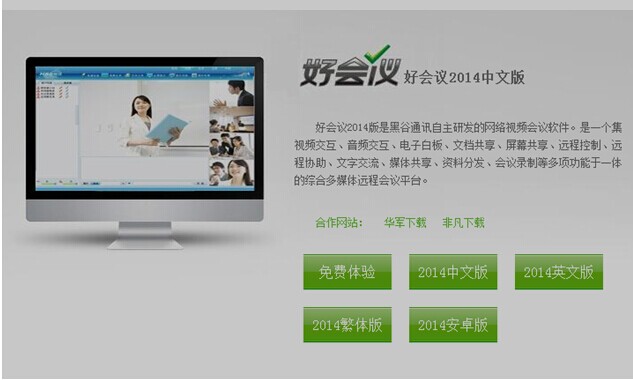 好会议 好会议2014中文版
好会议2014版是黑谷通讯自主研发的网络视频会议软件。是一个集
视频交互、音频交互、电子白板、文档共享、屏幕共享、远程控制、远
程协助、文字交流、媒体共享、资料分发、会议录制等多项功能于一体
的综合多媒体远程会议平台。
合作网站： 华军下载 非凡下载
免费体验 2014中文版 2014英文版
2014繁体版 2014安卓版